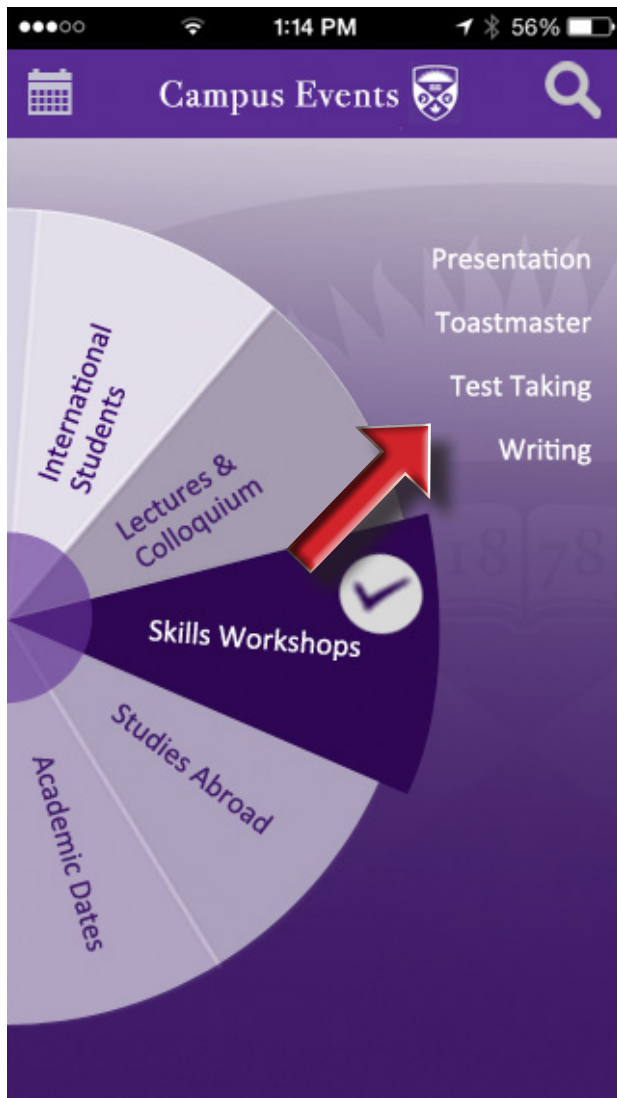 1:14 PM
56%
Campus Events
Presentation
Toastmaster
Test Taking
Writing
International
Students
Lectures &
Colloquium
1878
Skills Workshops
Studies Abroad
Academic Dates